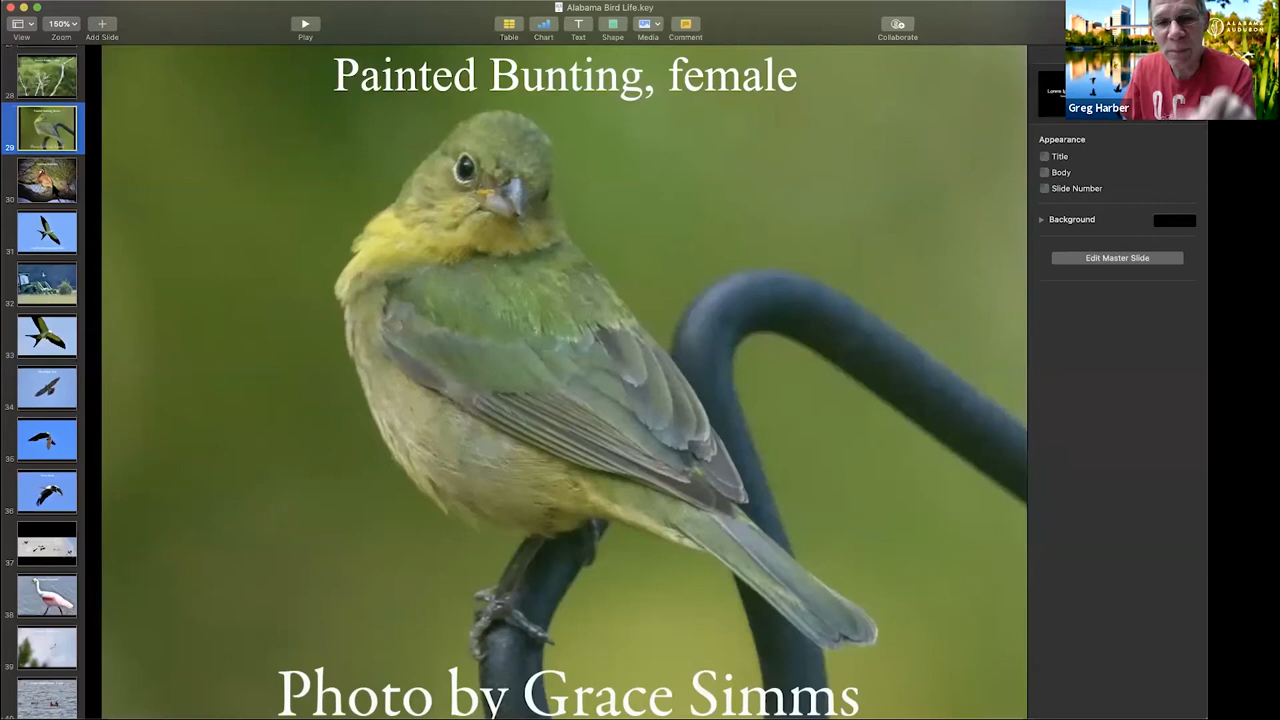 Alabama Bird Life.key
150%
View
Zoom
Add Slide
Play
Table
Chart
Text
Shape
Media
Comment
Collaborate
ALABAMA
AUDUBON
Greg Harber
Painted Bunting, female
Photo by Grace Simms
28
29
30
31
32
33
34
35
36
37
38
39
Appearance
Title
Body
Slide Number
Background
Edit Master Slide